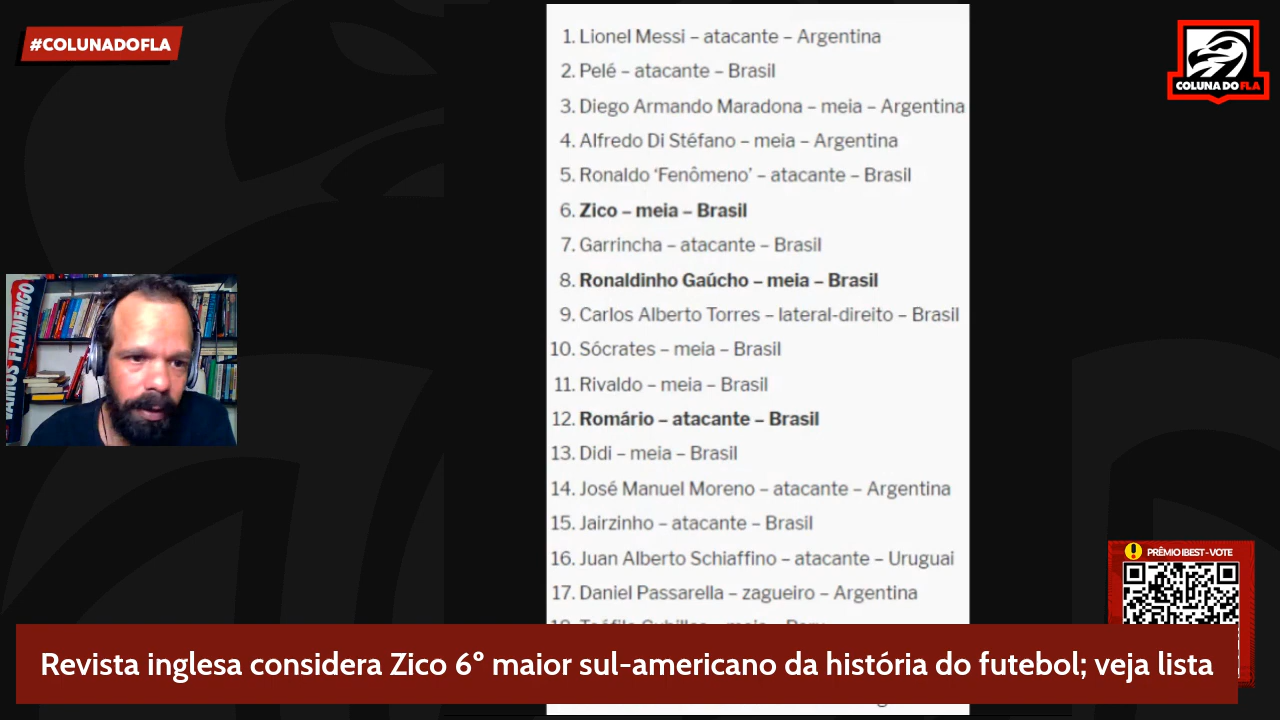 #COLUNADOFLA
COLUNA DO FLA
1. Lionel Messi – atacante – Argentina
2. Pelé – atacante – Brasil
3. Diego Armando Maradona – meia – Argentina
4. Alfredo Di Stéfano – meia – Argentina
5. Ronaldo ‘Fenômeno’ – atacante – Brasil
6. Zico – meia – Brasil
7. Garrincha – atacante – Brasil
8. Ronaldinho Gaúcho – meia – Brasil
9. Carlos Alberto Torres – lateral-direito – Brasil
10. Sócrates – meia – Brasil
11. Rivaldo – meia – Brasil
12. Romário – atacante – Brasil
13. Didi – meia – Brasil
14. José Manuel Moreno – atacante – Argentina
15. Jairzinho – atacante – Brasil
16. Juan Alberto Schiaffino – atacante – Uruguai
17. Daniel Passarella – zagueiro – Argentina
VAMOS FLAMENGO
PRÊMIO IBEST - VOTE
Revista inglesa considera Zico 6º maior sul-americano da história do futebol; veja lista